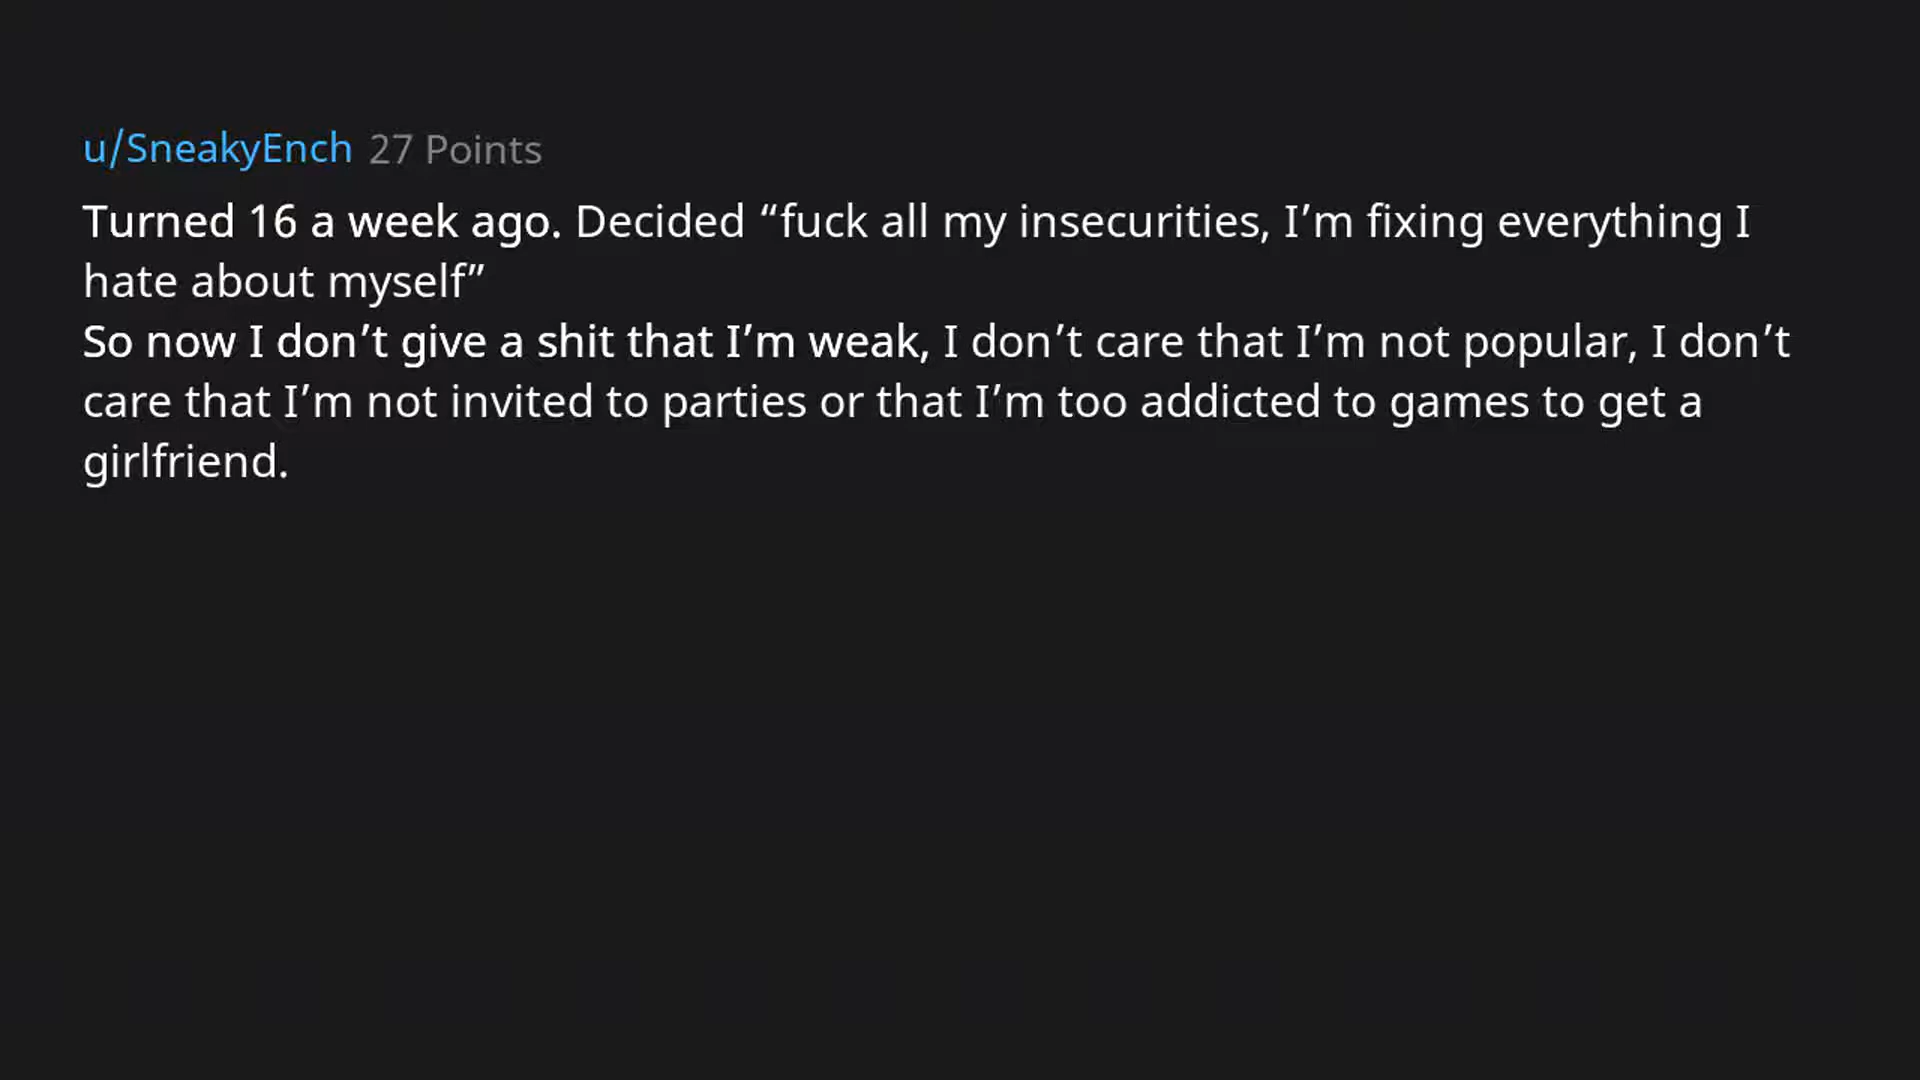 u/SneakyEnch 27 Points
Turned 16 a week ago. Decided “fuck all my insecurities, I’m fixing everything I
hate about myself”
So now I don’t give a shit that I’m weak, I don’t care that I’m not popular, I don’t
care that I’m not invited to parties or that I’m too addicted to games to get a
girlfriend.